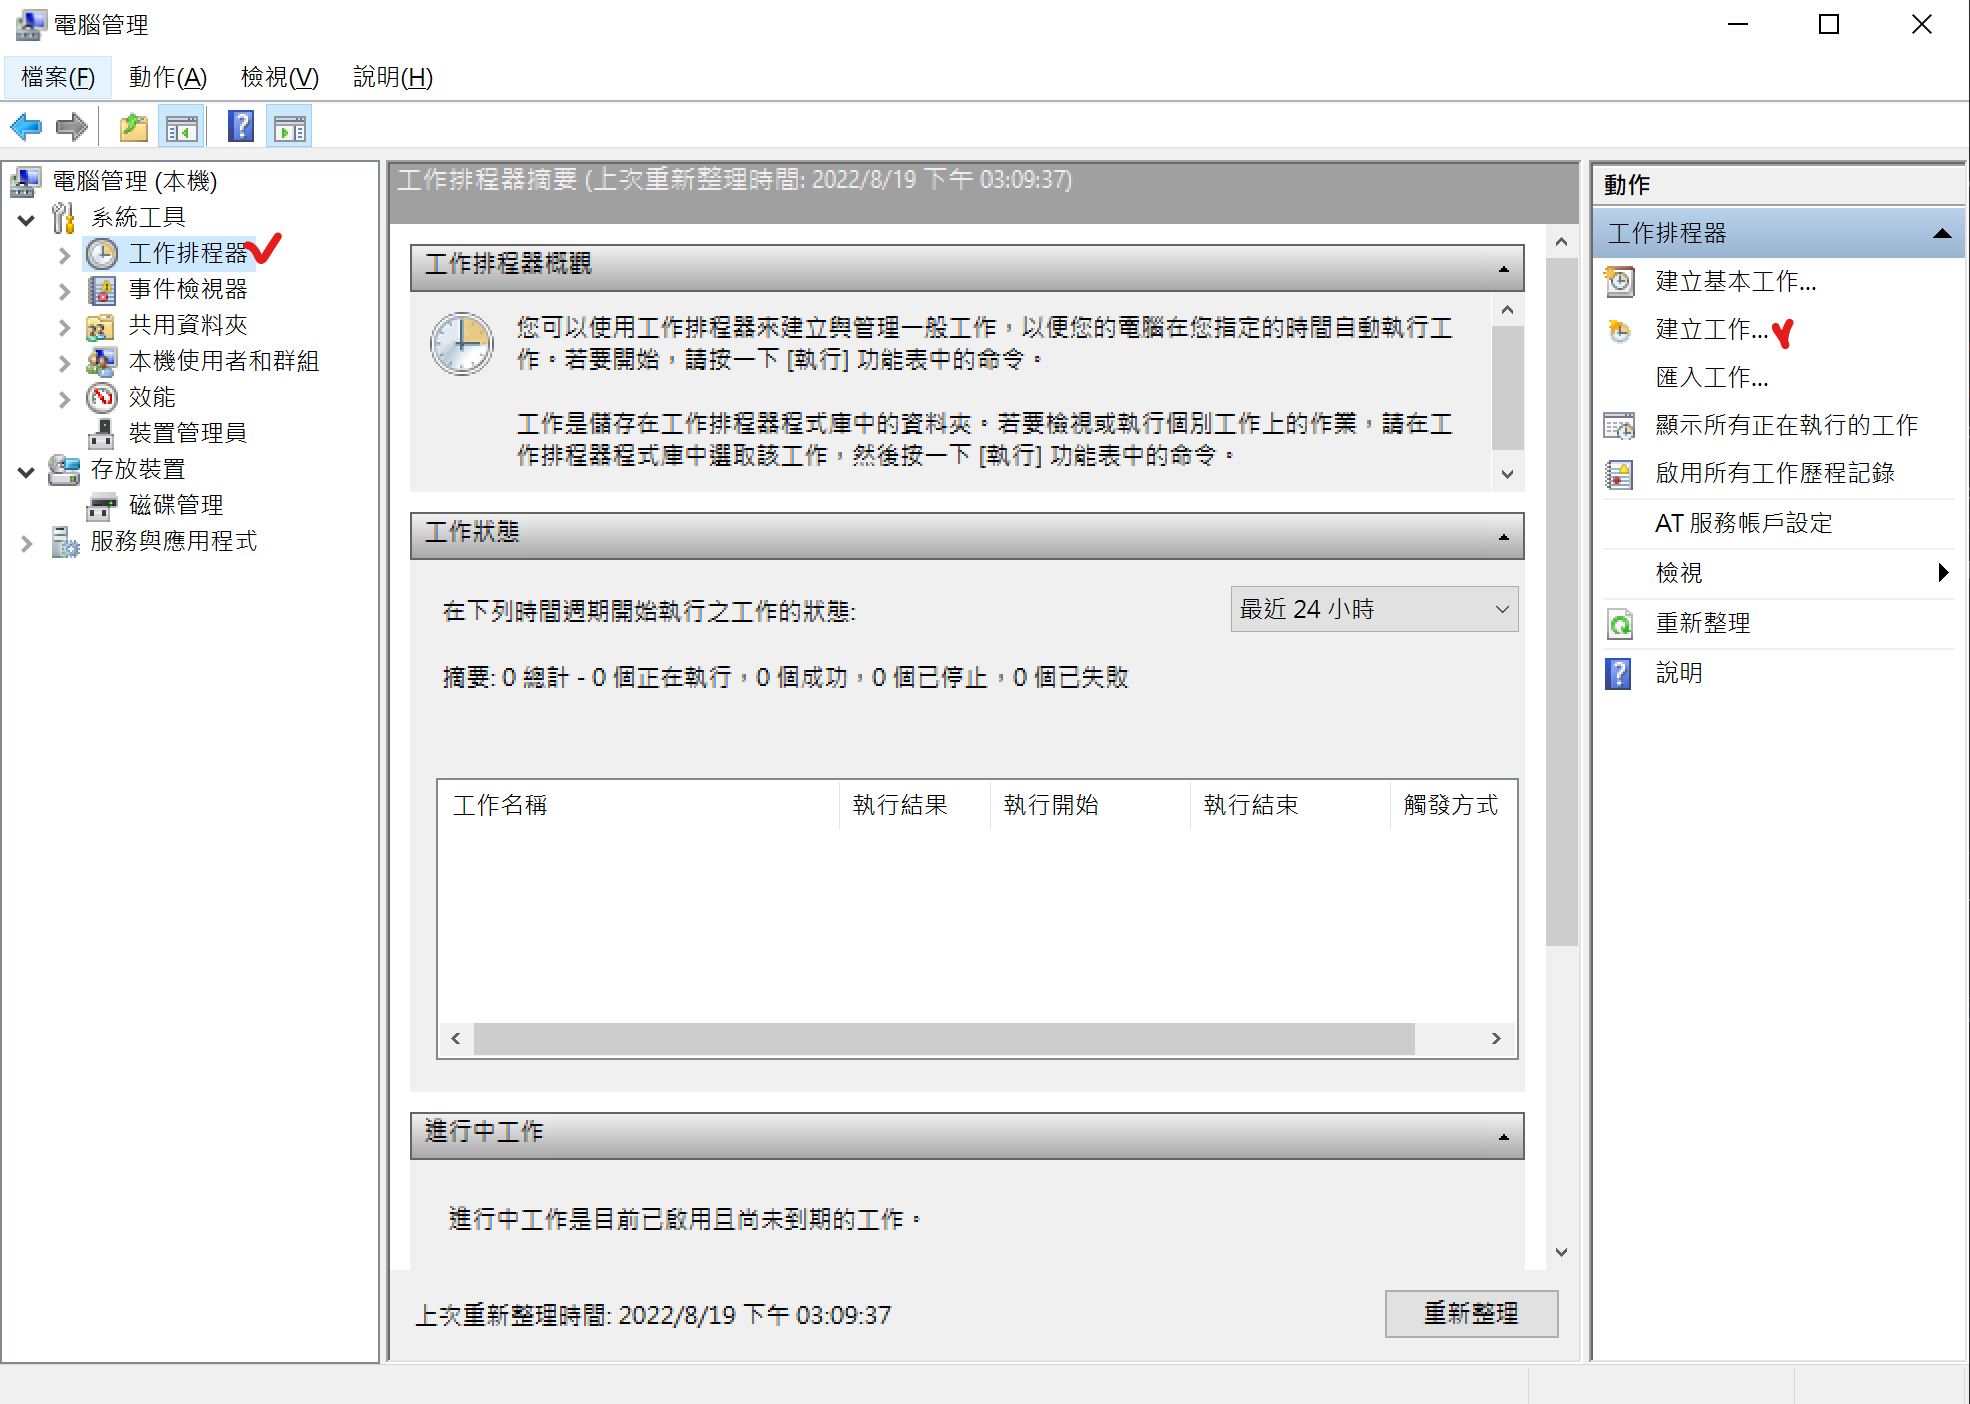 電腦管理
檔案(F) 動作(A) 檢視(V) 說明(H)
電腦管理 (本機)
系統工具
工作排程器
事件檢視器
共用資料夾
本機使用者和群組
效能
裝置管理員
存放裝置
磁碟管理
服務與應用程式
工作排程器摘要 (上次重新整理時間: 2022/8/19 下午 03:09:37)
工作排程器概觀
您可以使用工作排程器來建立與管理一般工作，以便您的電腦在您指定的時間自動執行工
作。若要開始，請按一下 [執行] 功能表中的命令。
工作是儲存在工作排程器程式庫中的資料夾。若要檢視或執行個別工作上的作業，請在工
作排程器程式庫中選取該工作，然後按一下 [執行] 功能表中的命令。
工作狀態
在下列時間週期開始執行之工作的狀態:
最近 24 小時
摘要: 0 總計 - 0 個正在執行，0 個成功，0 個已停止，0 個已失敗
工作名稱 執行結果 執行開始 執行結束 觸發方式
進行中工作
進行中工作是目前已啟用且尚未到期的工作。
上次重新整理時間: 2022/8/19 下午 03:09:37
重新整理
動作
工作排程器
建立基本工作...
建立工作...
匯入工作...
顯示所有正在執行的工作
啟用所有工作歷程記錄
AT 服務帳戶設定
檢視
重新整理
說明